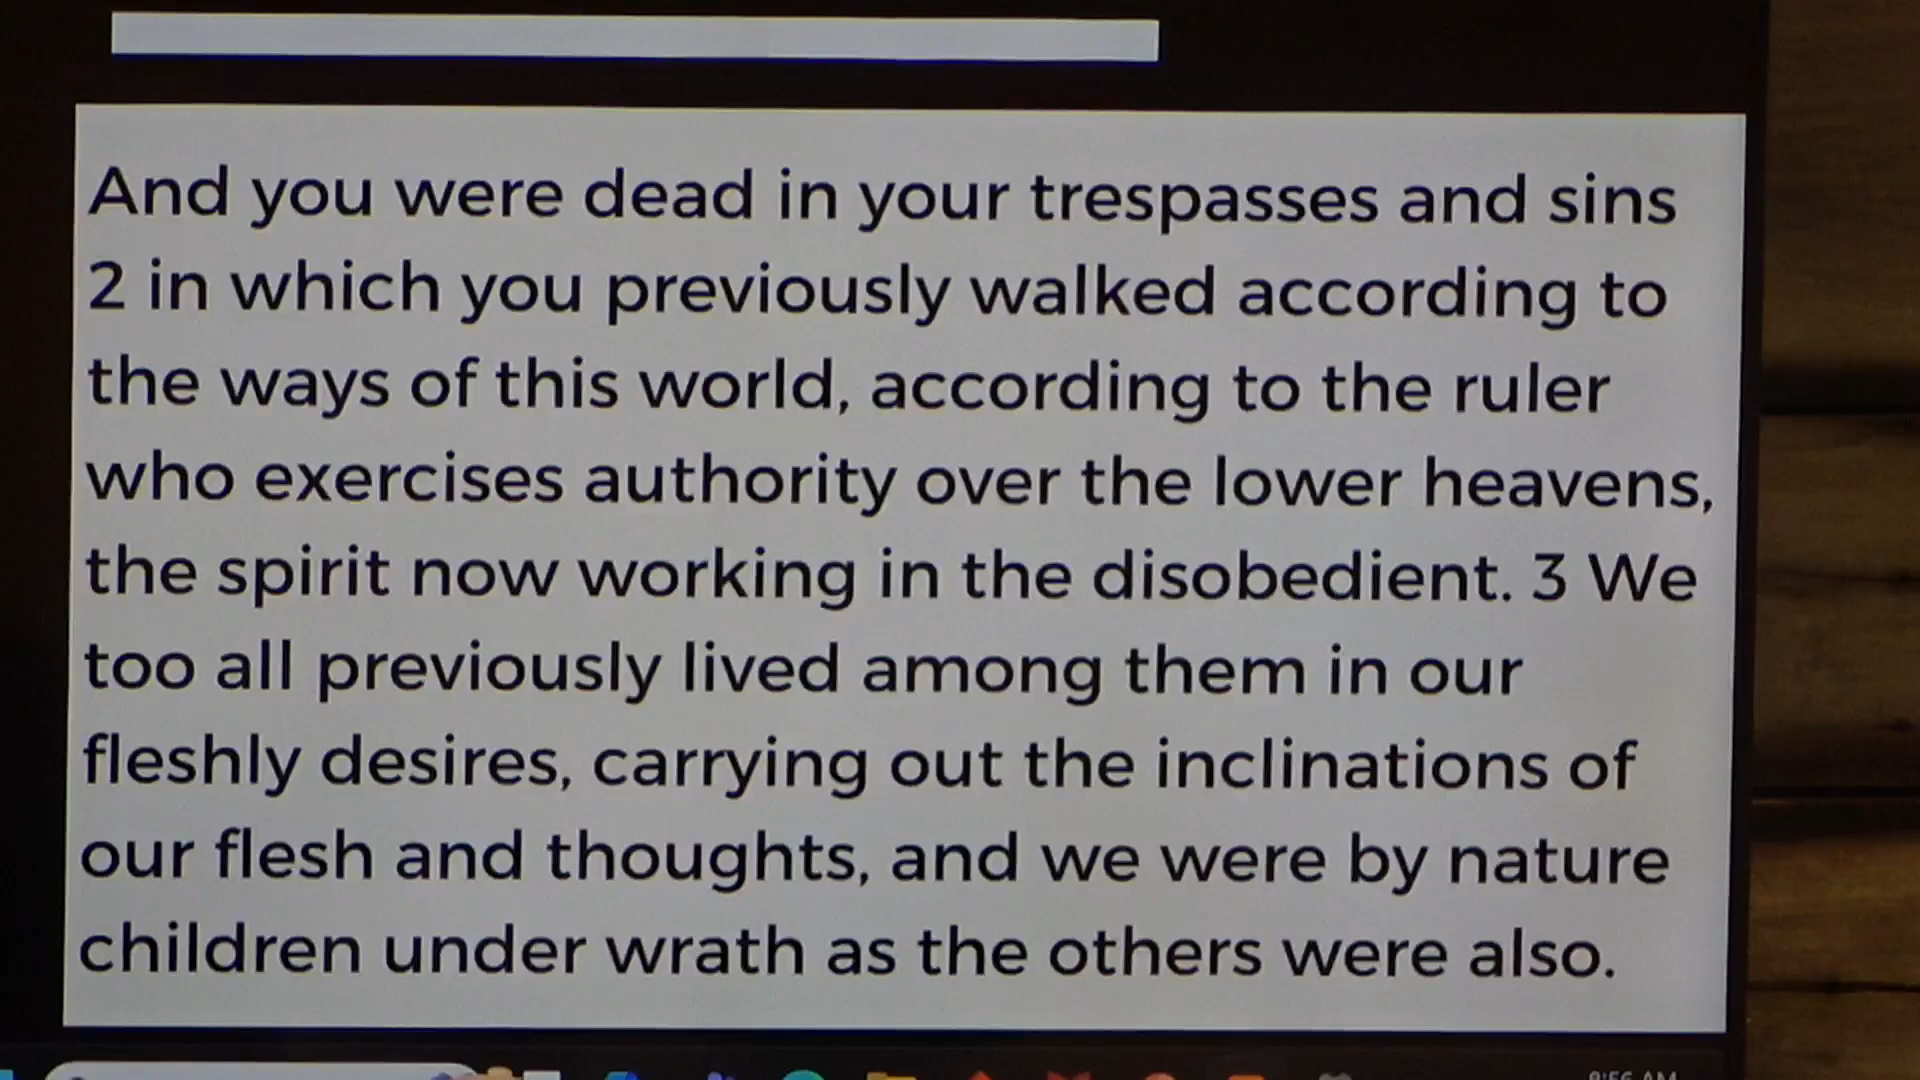 And you were dead in your trespasses and sins
2 in which you previously walked according to
the ways of this world, according to the ruler
who exercises authority over the lower heavens,
the spirit now working in the disobedient. 3 We
too all previously lived among them in our
fleshly desires, carrying out the inclinations of
our flesh and thoughts, and we were by nature
children under wrath as the others were also.
8:56 AM